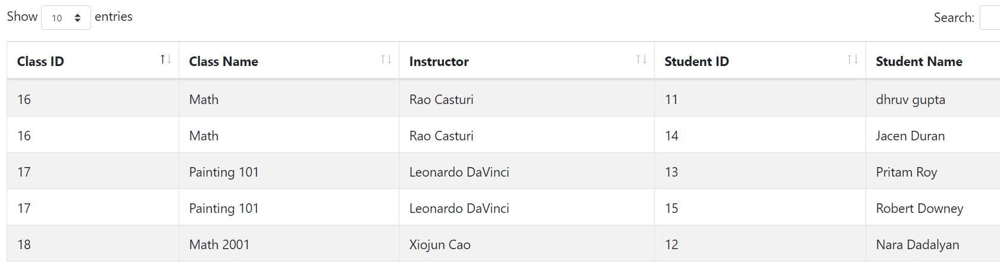 Show 10 entries Search:
Class ID Class Name Instructor Student ID Student Name
16 Math Rao Casturi 11 dhruv gupta
16 Math Rao Casturi 14 Jacen Duran
17 Painting 101 Leonardo DaVinci 13 Pritam Roy
17 Painting 101 Leonardo DaVinci 15 Robert Downey
18 Math 2001 Xiojun Cao 12 Nara Dadalyan